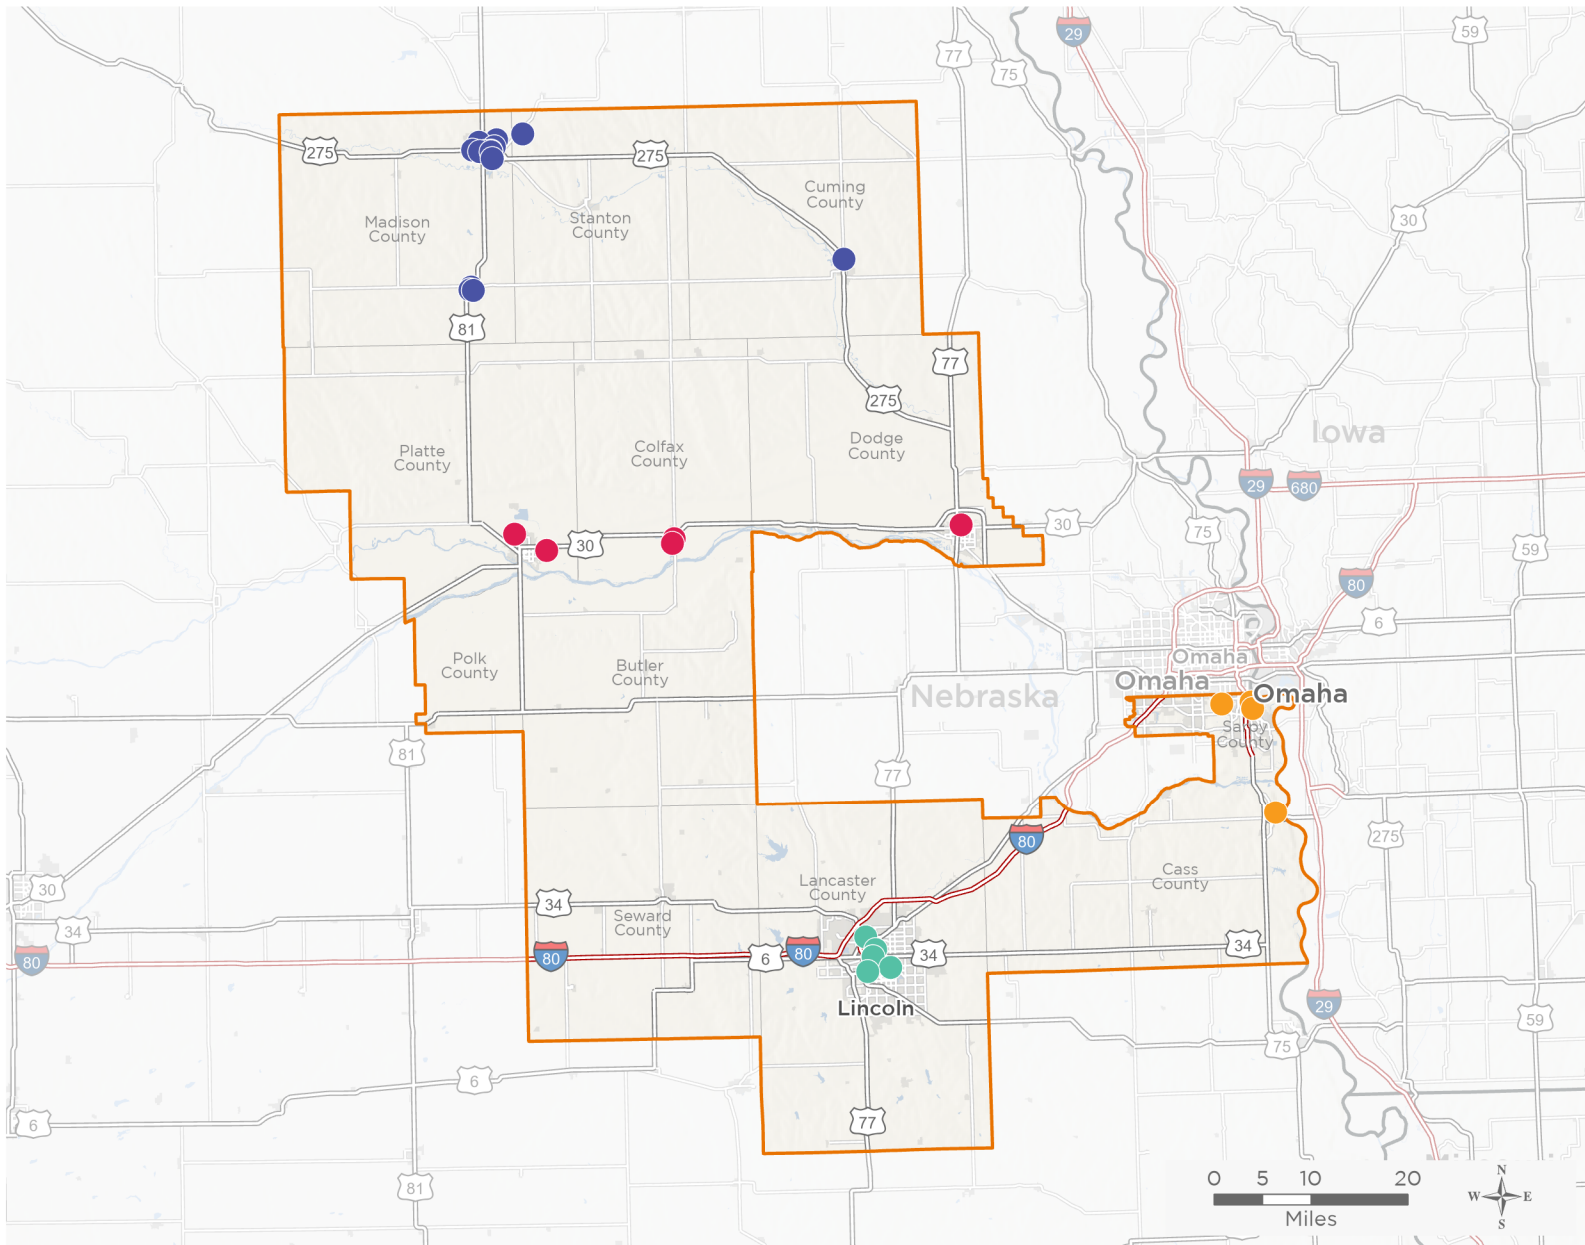 29
59
77
75
275
275
Cuming
County
30
Madison
County
Stanton
County
81
77
275
Iowa
Dodge
County
Colfax
County
Platte
County
29
680
30
30
75
59
80
6
Omaha
Polk
County
Butler
County
Omaha
Omaha
Nebraska
Sarpy
County
81
77
80
275
Cass
County
Lancaster
County
30
34
Seward
County
34
34
34
80
80
6
80
29
Lincoln
59
75
6
6
77
81
0 5 10 20
Miles
N
W E
S